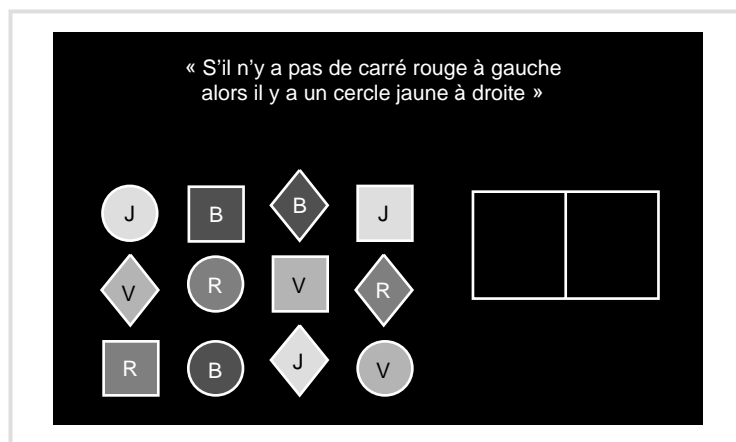 « S'il n'y a pas de carré rouge à gauche
alors il y a un cercle jaune à droite »
J B B J
V R V R
R B J V